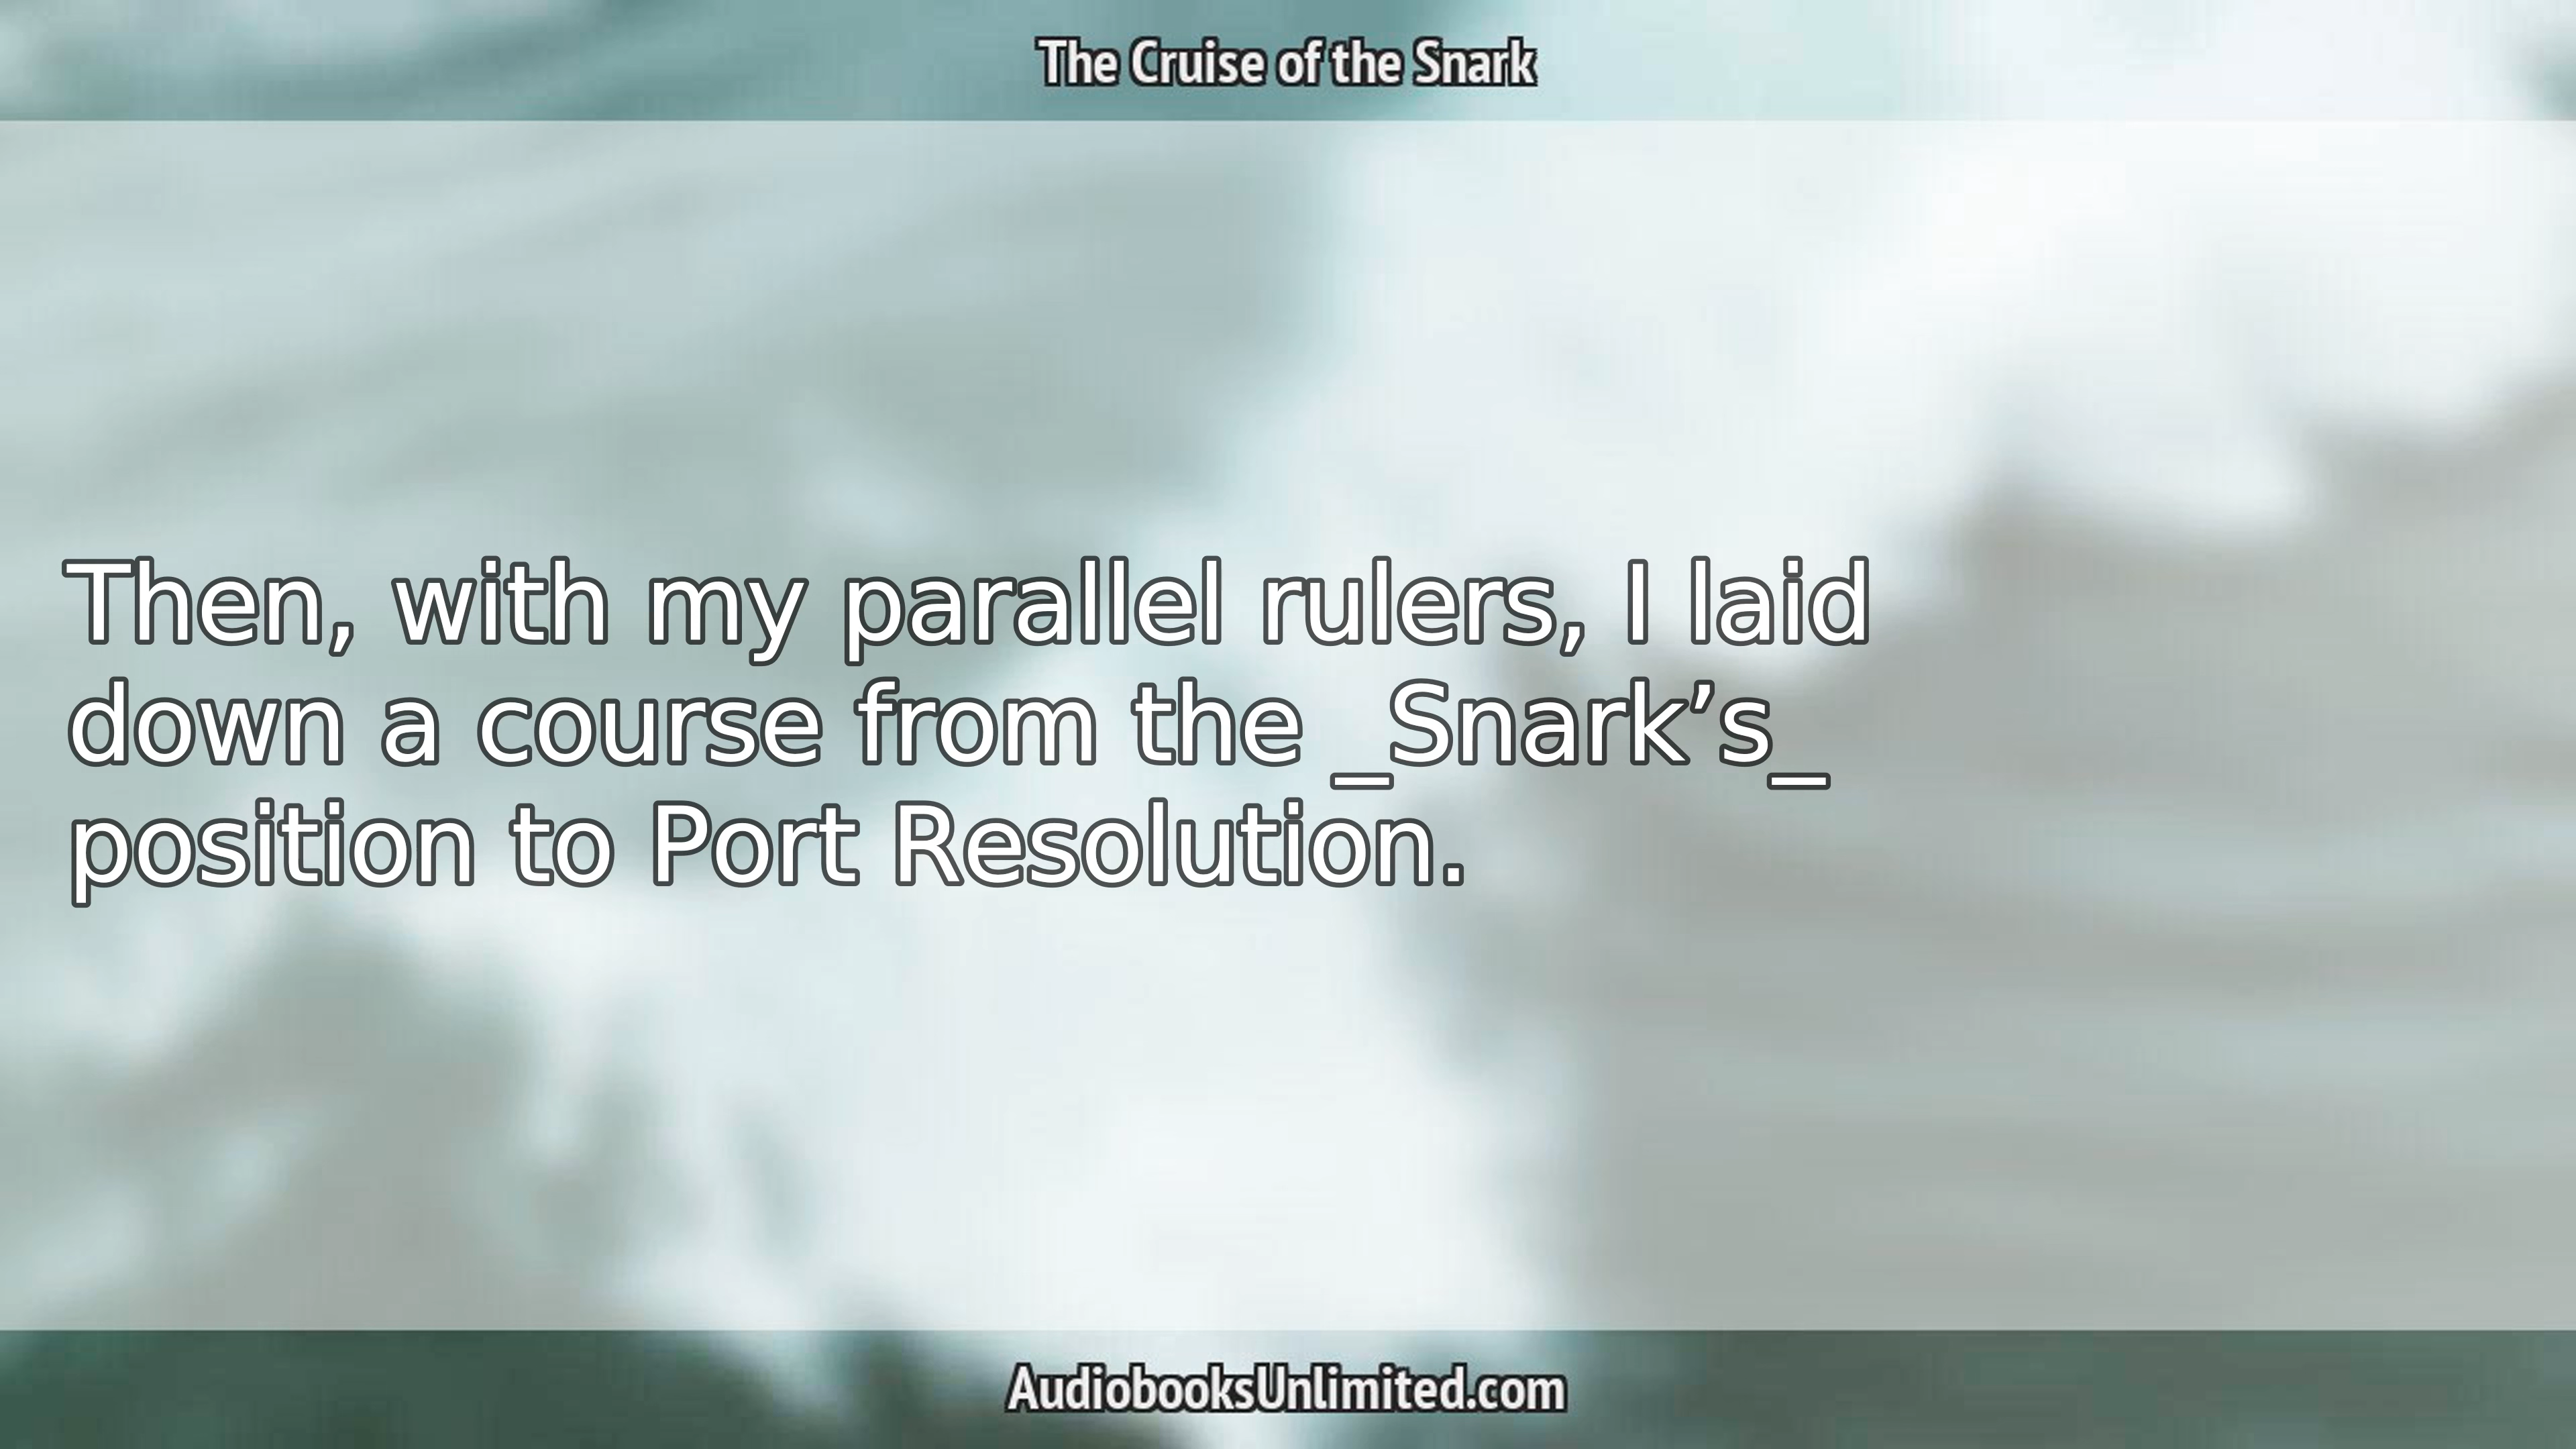 The Cruise of the Snark
Then, with my parallel rulers, I laid
down a course from the _Snark’s_
position to Port Resolution.
AudiobooksUnlimited.com